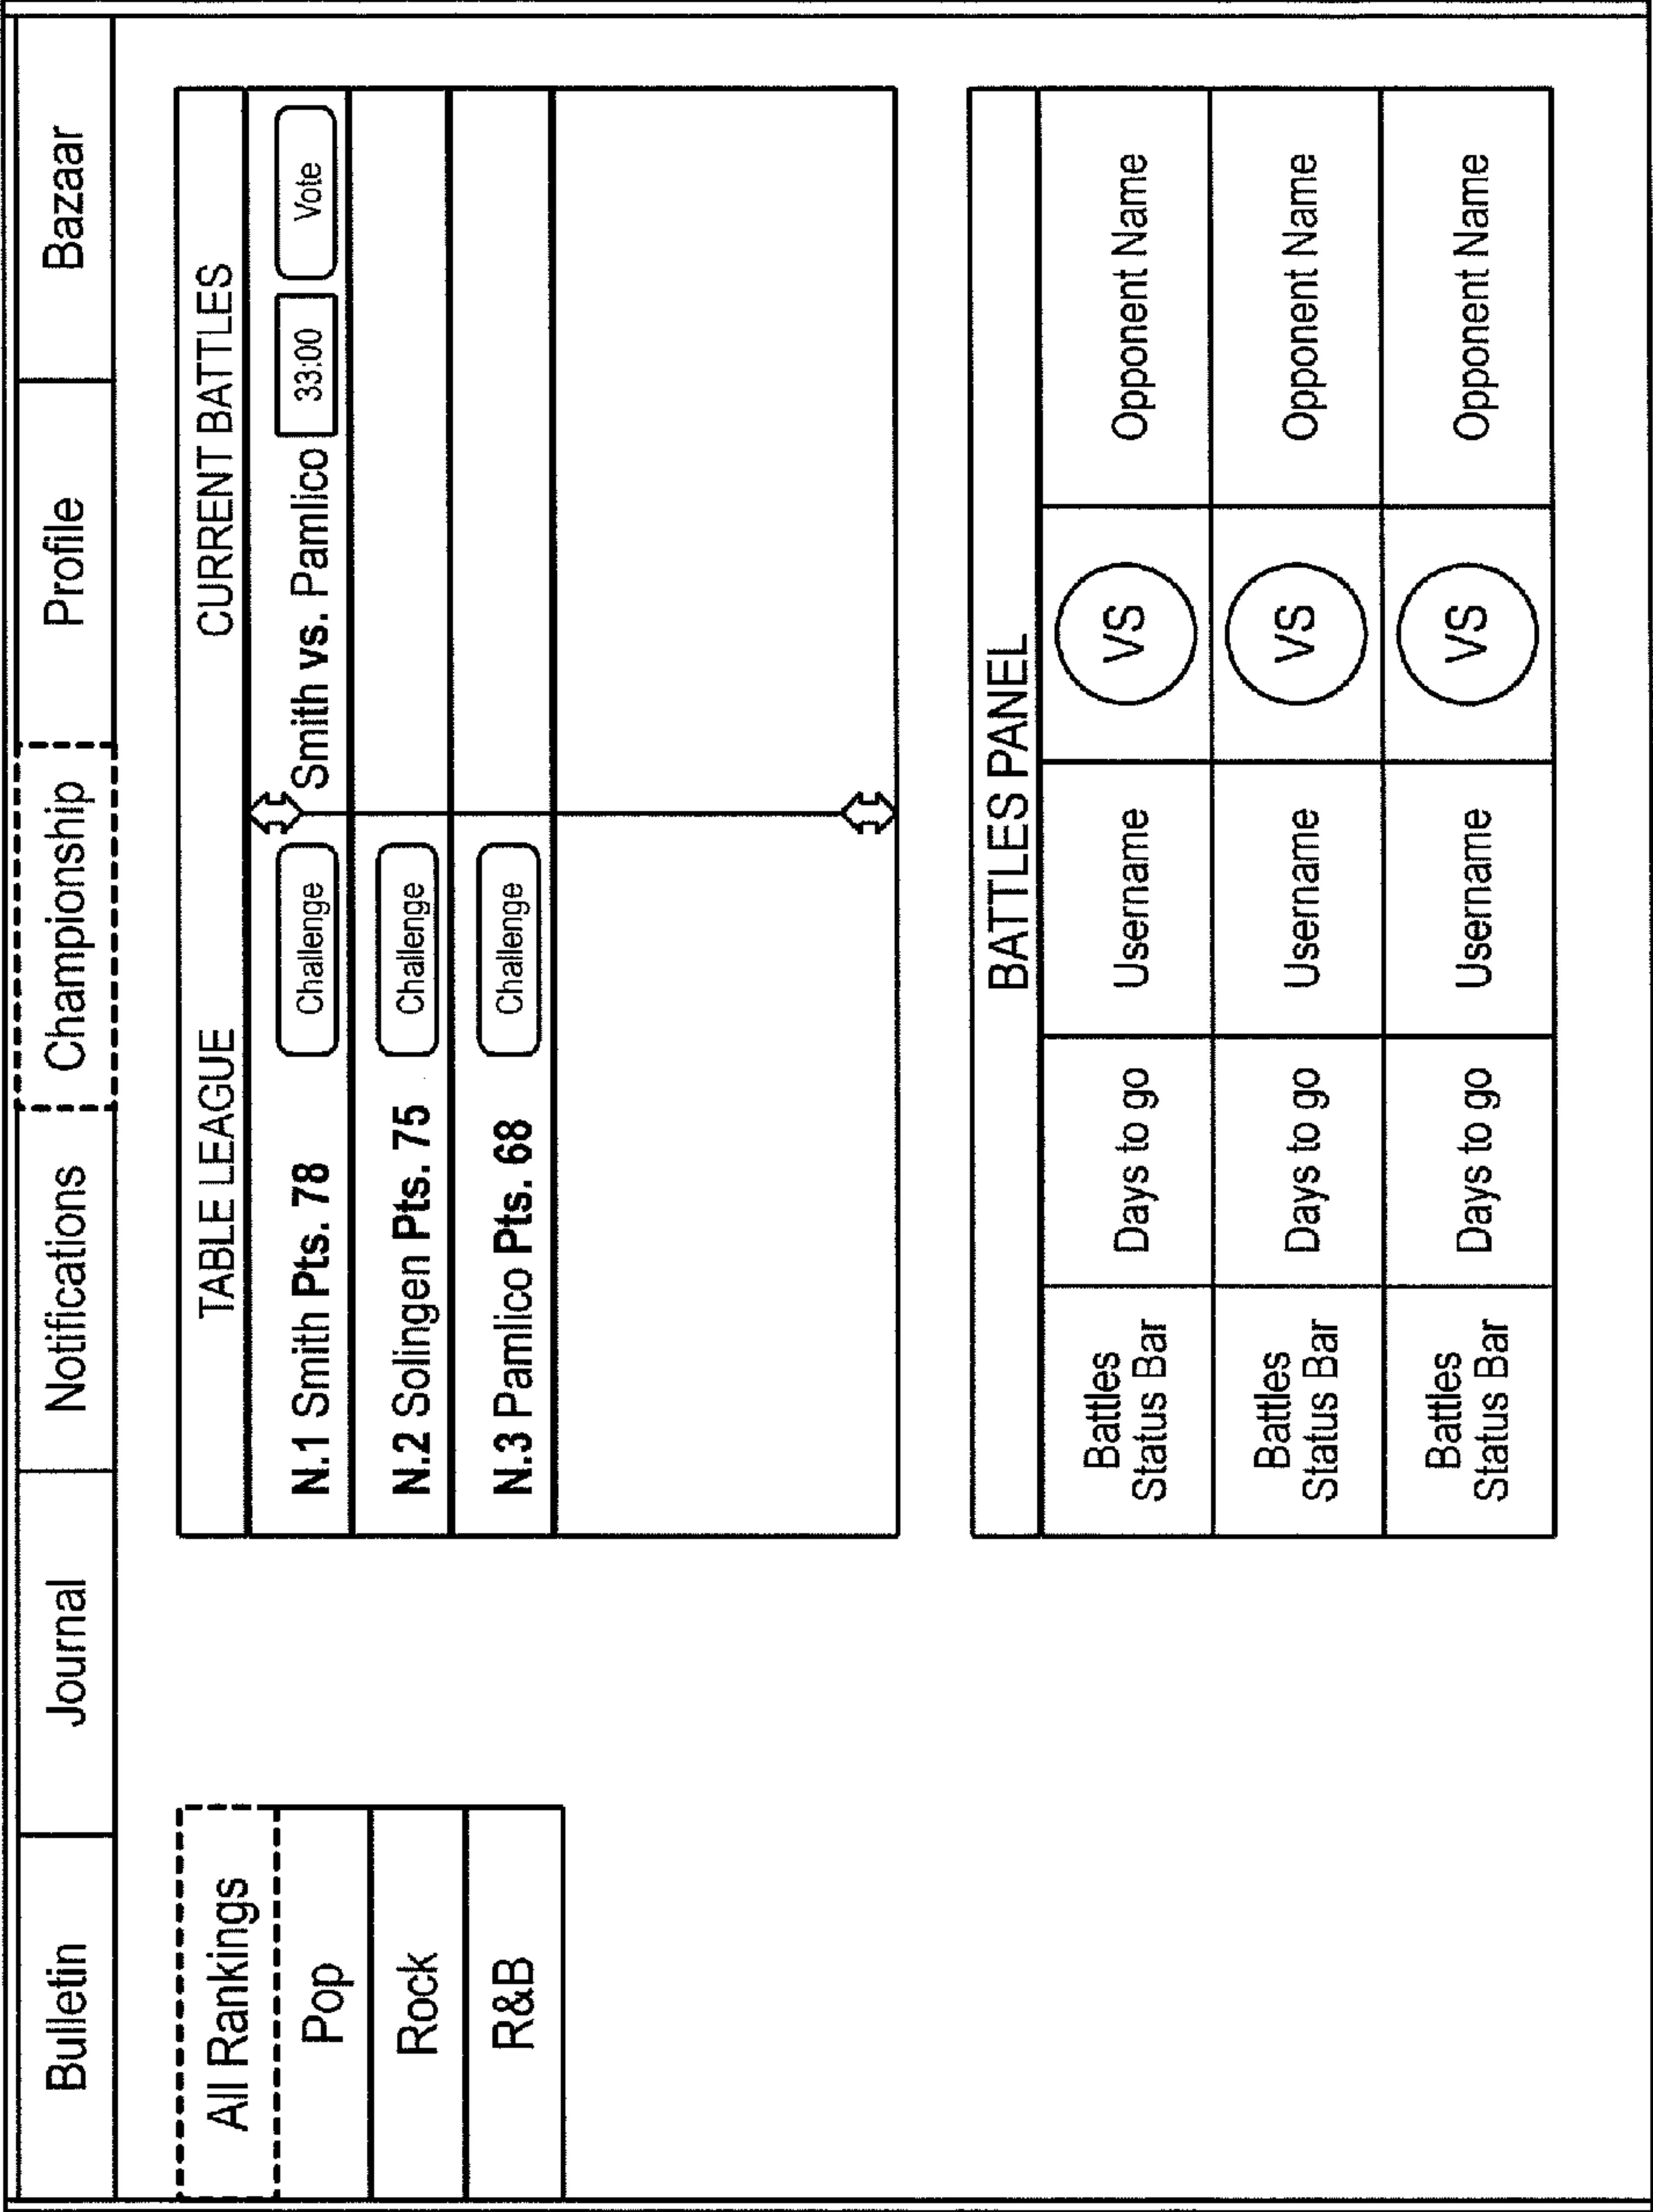 Bulletin
Journal
Notifications
Championship
Profile
Bazaar
All Rankings
Pop
Rock
R&B
TABLE LEAGUE
CURRENT BATTLES
N.1 Smith Pts. 78
Challenge
Smith vs. Pamlico
33:00
Vote
N.2 Solingen Pts. 75
Challenge
N.3 Pamlico Pts. 68
Challenge
BATTLES PANEL
Battles
Status Bar
Days to go
Username
VS
Opponent Name
Battles
Status Bar
Days to go
Username
VS
Opponent Name
Battles
Status Bar
Days to go
Username
VS
Opponent Name